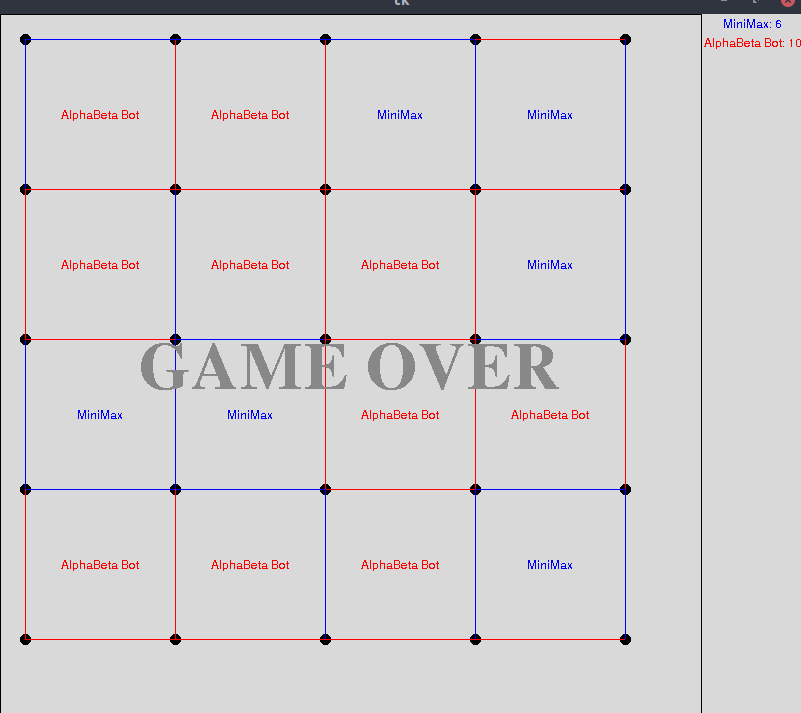 tk
MiniMax: 6
AlphaBeta Bot: 10
AlphaBeta Bot AlphaBeta Bot MiniMax MiniMax
AlphaBeta Bot AlphaBeta Bot AlphaBeta Bot MiniMax
GAME OVER
MiniMax MiniMax AlphaBeta Bot AlphaBeta Bot
AlphaBeta Bot AlphaBeta Bot AlphaBeta Bot MiniMax